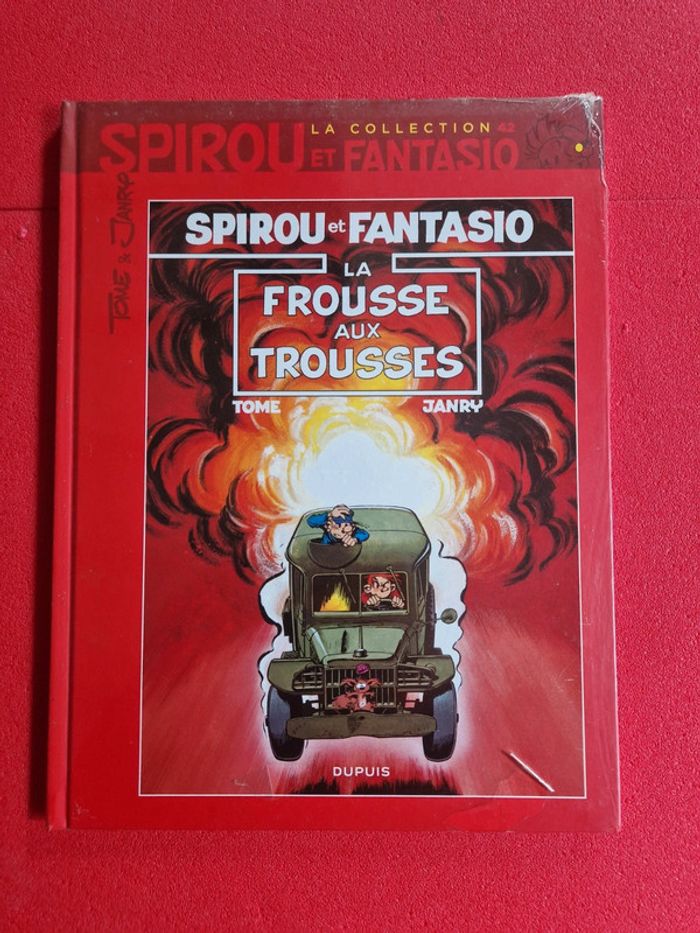 LA COLLECTION 42
SPIROU ET FANTASIO
TOME & JANRY
SPIROU et FANTASIO
LA
FROUSSE
AUX
TROUSSES
TOME JANRY
DUPUIS